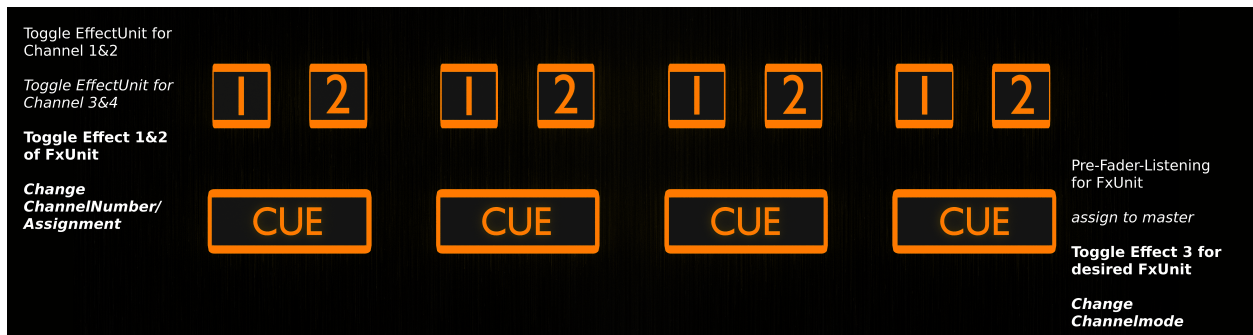 Toggle EffectUnit for
Channel 1&2
Toggle EffectUnit for
Channel 3&4
Toggle Effect 1&2
of FxUnit
Change
ChannelNumber/
Assignment
1 2 1 2 1 2 1 2
CUE CUE CUE CUE
Pre-Fader-Listening
for FxUnit
assign to master
Toggle Effect 3 for
desired FxUnit
Change
Channelmode